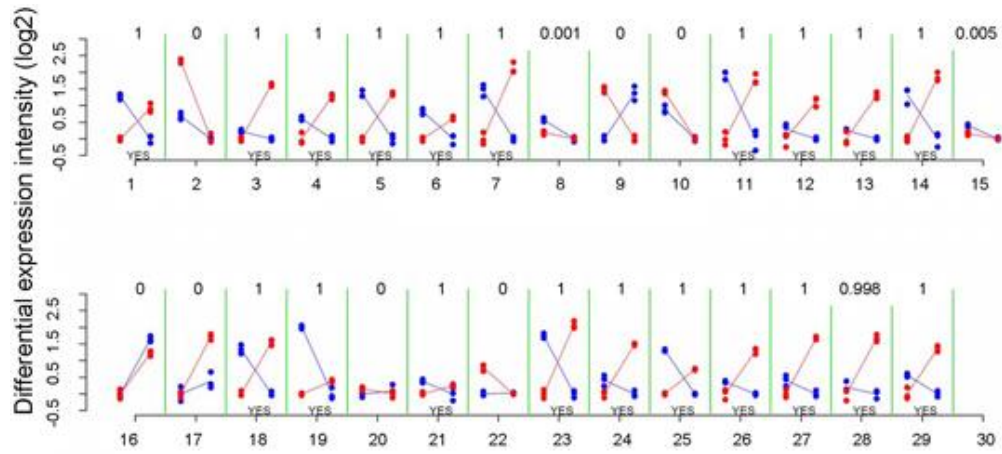 Differential expression intensity (log2)
1 0 1 1 1 1 1 0.001 0 0 1 1 1 1 0.005
-0.5 0.5 1.5 2.5
YES YES YES YES YES YES YES YES YES YES
1 2 3 4 5 6 7 8 9 10 11 12 13 14 15
0 0 1 1 0 1 0 1 1 1 1 1 0.998 1
-0.5 0.5 1.5 2.5
YES YES YES YES YES YES YES YES YES YES
16 17 18 19 20 21 22 23 24 25 26 27 28 29 30